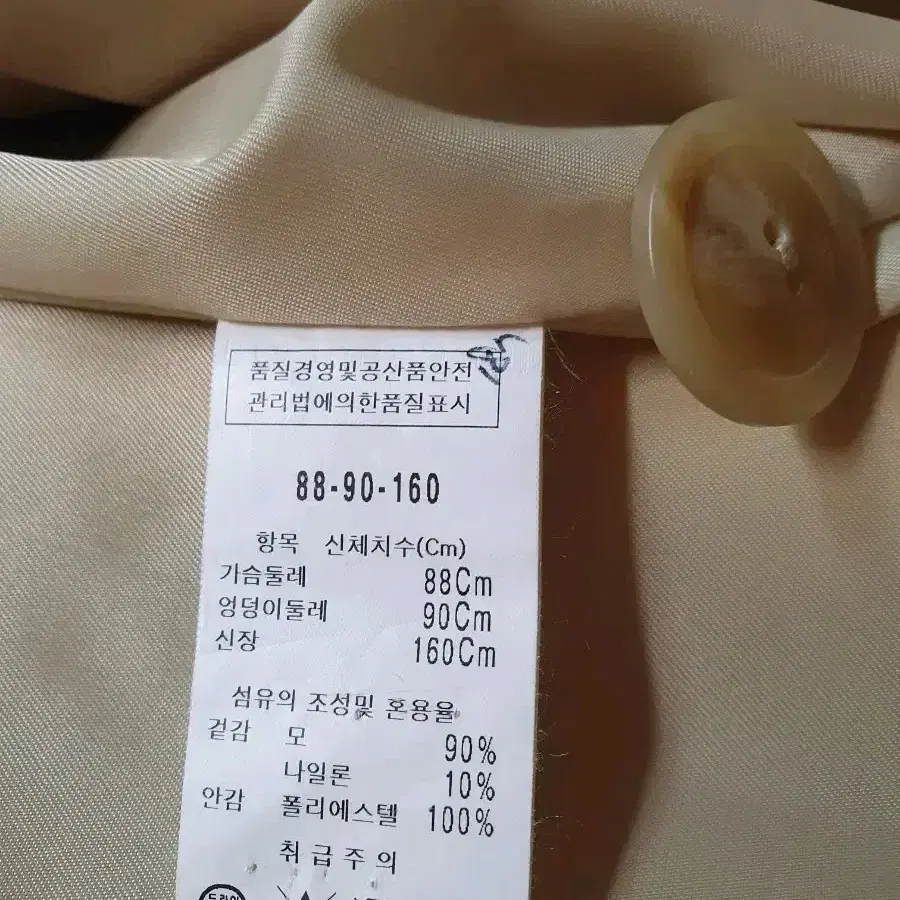 품질경영및공산품안전
관리법에의한품질표시
88-90-160
항목 신체치수(Cm)
가슴둘레 88Cm
엉덩이둘레 90Cm
신장 160Cm
섬유의 조성및 혼용율
겉감 모 90%
나일론 10%
안감 폴리에스텔 100%
취급주의
드라이